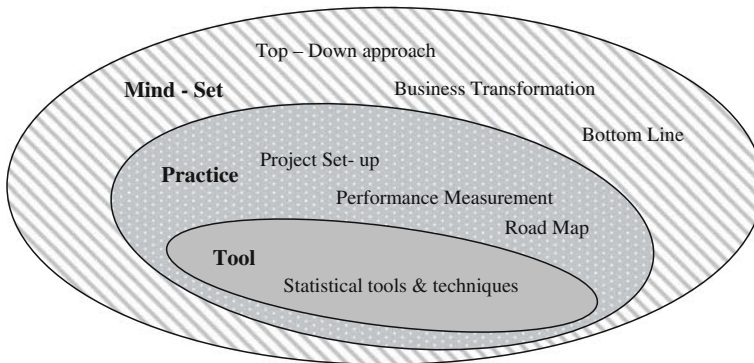 Top – Down approach
Mind - Set
Business Transformation
Bottom Line
Project Set- up
Practice
Performance Measurement
Road Map
Tool
Statistical tools & techniques